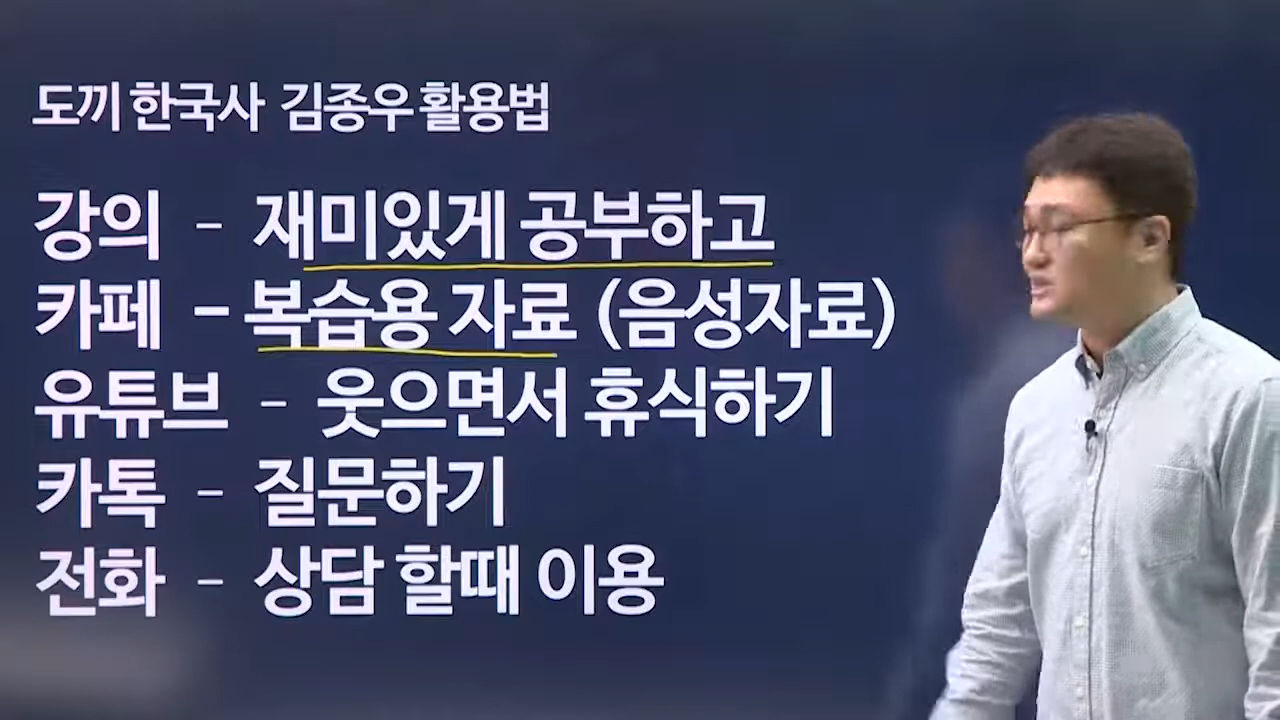 도끼 한국사 김종우 활용법
강의 - 재미있게 공부하고
카페 - 복습용 자료 (음성자료)
유튜브 - 웃으면서 휴식하기
카톡 - 질문하기
전화 - 상담 할때 이용